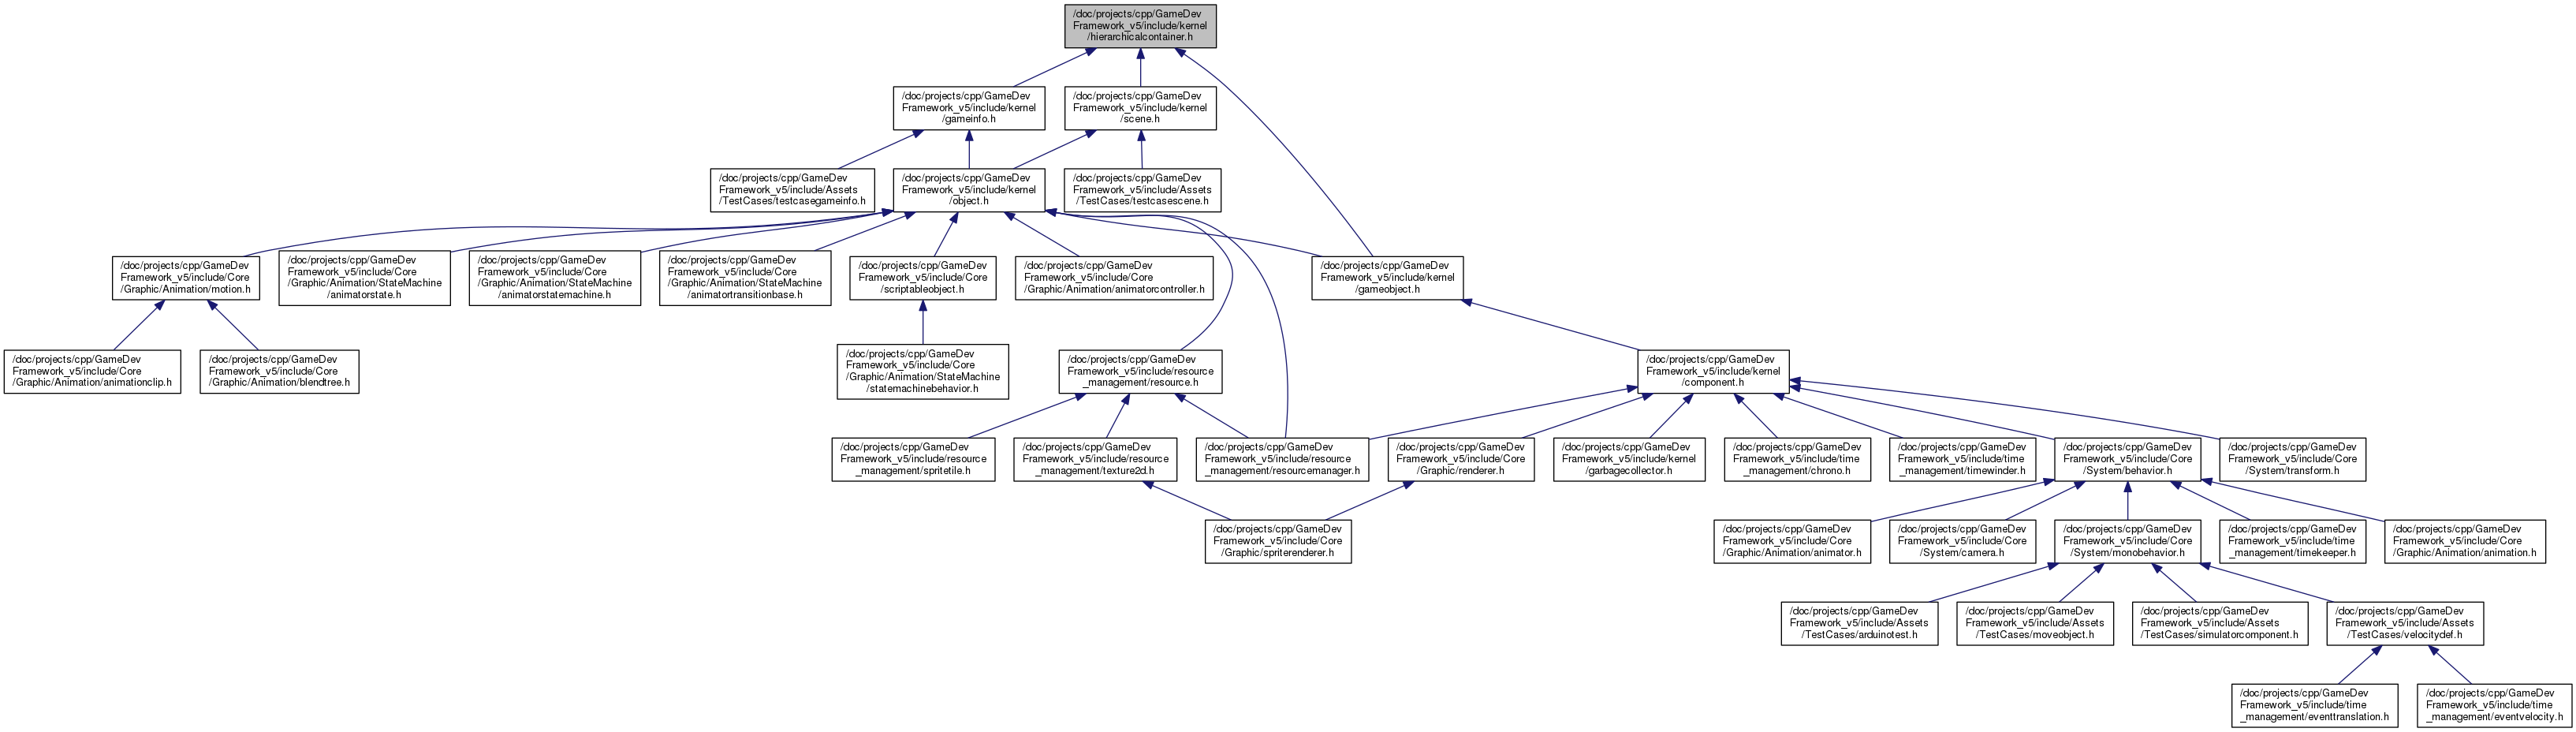 /doc/projects/cpp/GameDev
Framework_v5/include/kernel
/hierarchicalcontainer.h
/doc/projects/cpp/GameDev
Framework_v5/include/kernel
/gameinfo.h
/doc/projects/cpp/GameDev
Framework_v5/include/kernel
/scene.h
/doc/projects/cpp/GameDev
Framework_v5/include/Assets
/TestCases/testcasegameinfo.h
/doc/projects/cpp/GameDev
Framework_v5/include/kernel
/object.h
/doc/projects/cpp/GameDev
Framework_v5/include/Assets
/TestCases/testcasescene.h
/doc/projects/cpp/GameDev
Framework_v5/include/Core
/Graphic/Animation/motion.h
/doc/projects/cpp/GameDev
Framework_v5/include/Core
/Graphic/Animation/StateMachine
/animatorstate.h
/doc/projects/cpp/GameDev
Framework_v5/include/Core
/Graphic/Animation/StateMachine
/animatorstatemachine.h
/doc/projects/cpp/GameDev
Framework_v5/include/Core
/Graphic/Animation/StateMachine
/animatortransitionbase.h
/doc/projects/cpp/GameDev
Framework_v5/include/Core
/scriptableobject.h
/doc/projects/cpp/GameDev
Framework_v5/include/Core
/Graphic/Animation/animatorcontroller.h
/doc/projects/cpp/GameDev
Framework_v5/include/kernel
/gameobject.h
/doc/projects/cpp/GameDev
Framework_v5/include/Core
/Graphic/Animation/animationclip.h
/doc/projects/cpp/GameDev
Framework_v5/include/Core
/Graphic/Animation/blendtree.h
/doc/projects/cpp/GameDev
Framework_v5/include/Core
/Graphic/Animation/StateMachine
/statemachinebehavior.h
/doc/projects/cpp/GameDev
Framework_v5/include/resource
_management/resource.h
/doc/projects/cpp/GameDev
Framework_v5/include/kernel
/component.h
/doc/projects/cpp/GameDev
Framework_v5/include/resource
_management/spritetile.h
/doc/projects/cpp/GameDev
Framework_v5/include/resource
_management/texture2d.h
/doc/projects/cpp/GameDev
Framework_v5/include/resource
_management/resourcemanager.h
/doc/projects/cpp/GameDev
Framework_v5/include/Core
/Graphic/renderer.h
/doc/projects/cpp/GameDev
Framework_v5/include/kernel
/garbagecollector.h
/doc/projects/cpp/GameDev
Framework_v5/include/time
_management/chrono.h
/doc/projects/cpp/GameDev
Framework_v5/include/time
_management/timewinder.h
/doc/projects/cpp/GameDev
Framework_v5/include/Core
/System/behavior.h
/doc/projects/cpp/GameDev
Framework_v5/include/Core
/System/transform.h
/doc/projects/cpp/GameDev
Framework_v5/include/Core
/Graphic/spriterenderer.h
/doc/projects/cpp/GameDev
Framework_v5/include/Core
/Graphic/Animation/animator.h
/doc/projects/cpp/GameDev
Framework_v5/include/Core
/System/camera.h
/doc/projects/cpp/GameDev
Framework_v5/include/Core
/System/monobehavior.h
/doc/projects/cpp/GameDev
Framework_v5/include/time
_management/timekeeper.h
/doc/projects/cpp/GameDev
Framework_v5/include/Core
/Graphic/Animation/animation.h
/doc/projects/cpp/GameDev
Framework_v5/include/Assets
/TestCases/arduinotest.h
/doc/projects/cpp/GameDev
Framework_v5/include/Assets
/TestCases/moveobject.h
/doc/projects/cpp/GameDev
Framework_v5/include/Assets
/TestCases/simulatorcomponent.h
/doc/projects/cpp/GameDev
Framework_v5/include/Assets
/TestCases/velocitydef.h
/doc/projects/cpp/GameDev
Framework_v5/include/time
_management/eventtranslation.h
/doc/projects/cpp/GameDev
Framework_v5/include/time
_management/eventvelocity.h